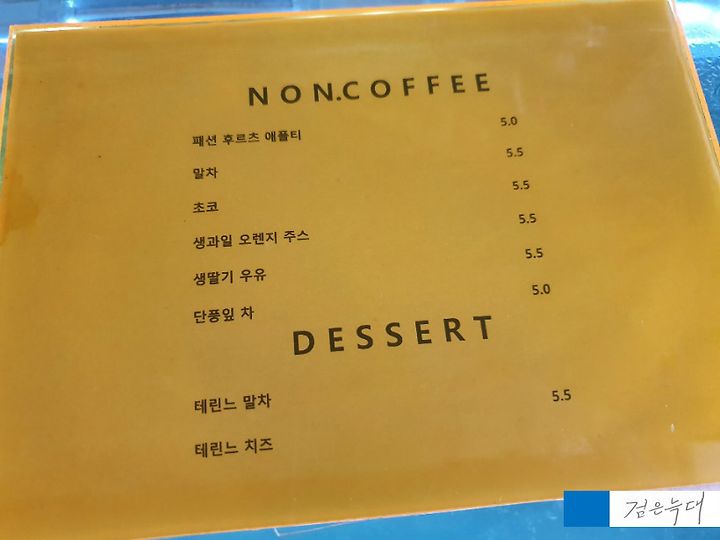 NON.COFFEE
패션 후르츠 애플티 5.0
말차 5.5
초코 5.5
생과일 오렌지 주스 5.5
생딸기 우유 5.5
단풍잎 차 5.0
DESSERT
테린느 말차 5.5
테린느 치즈
검은늑대